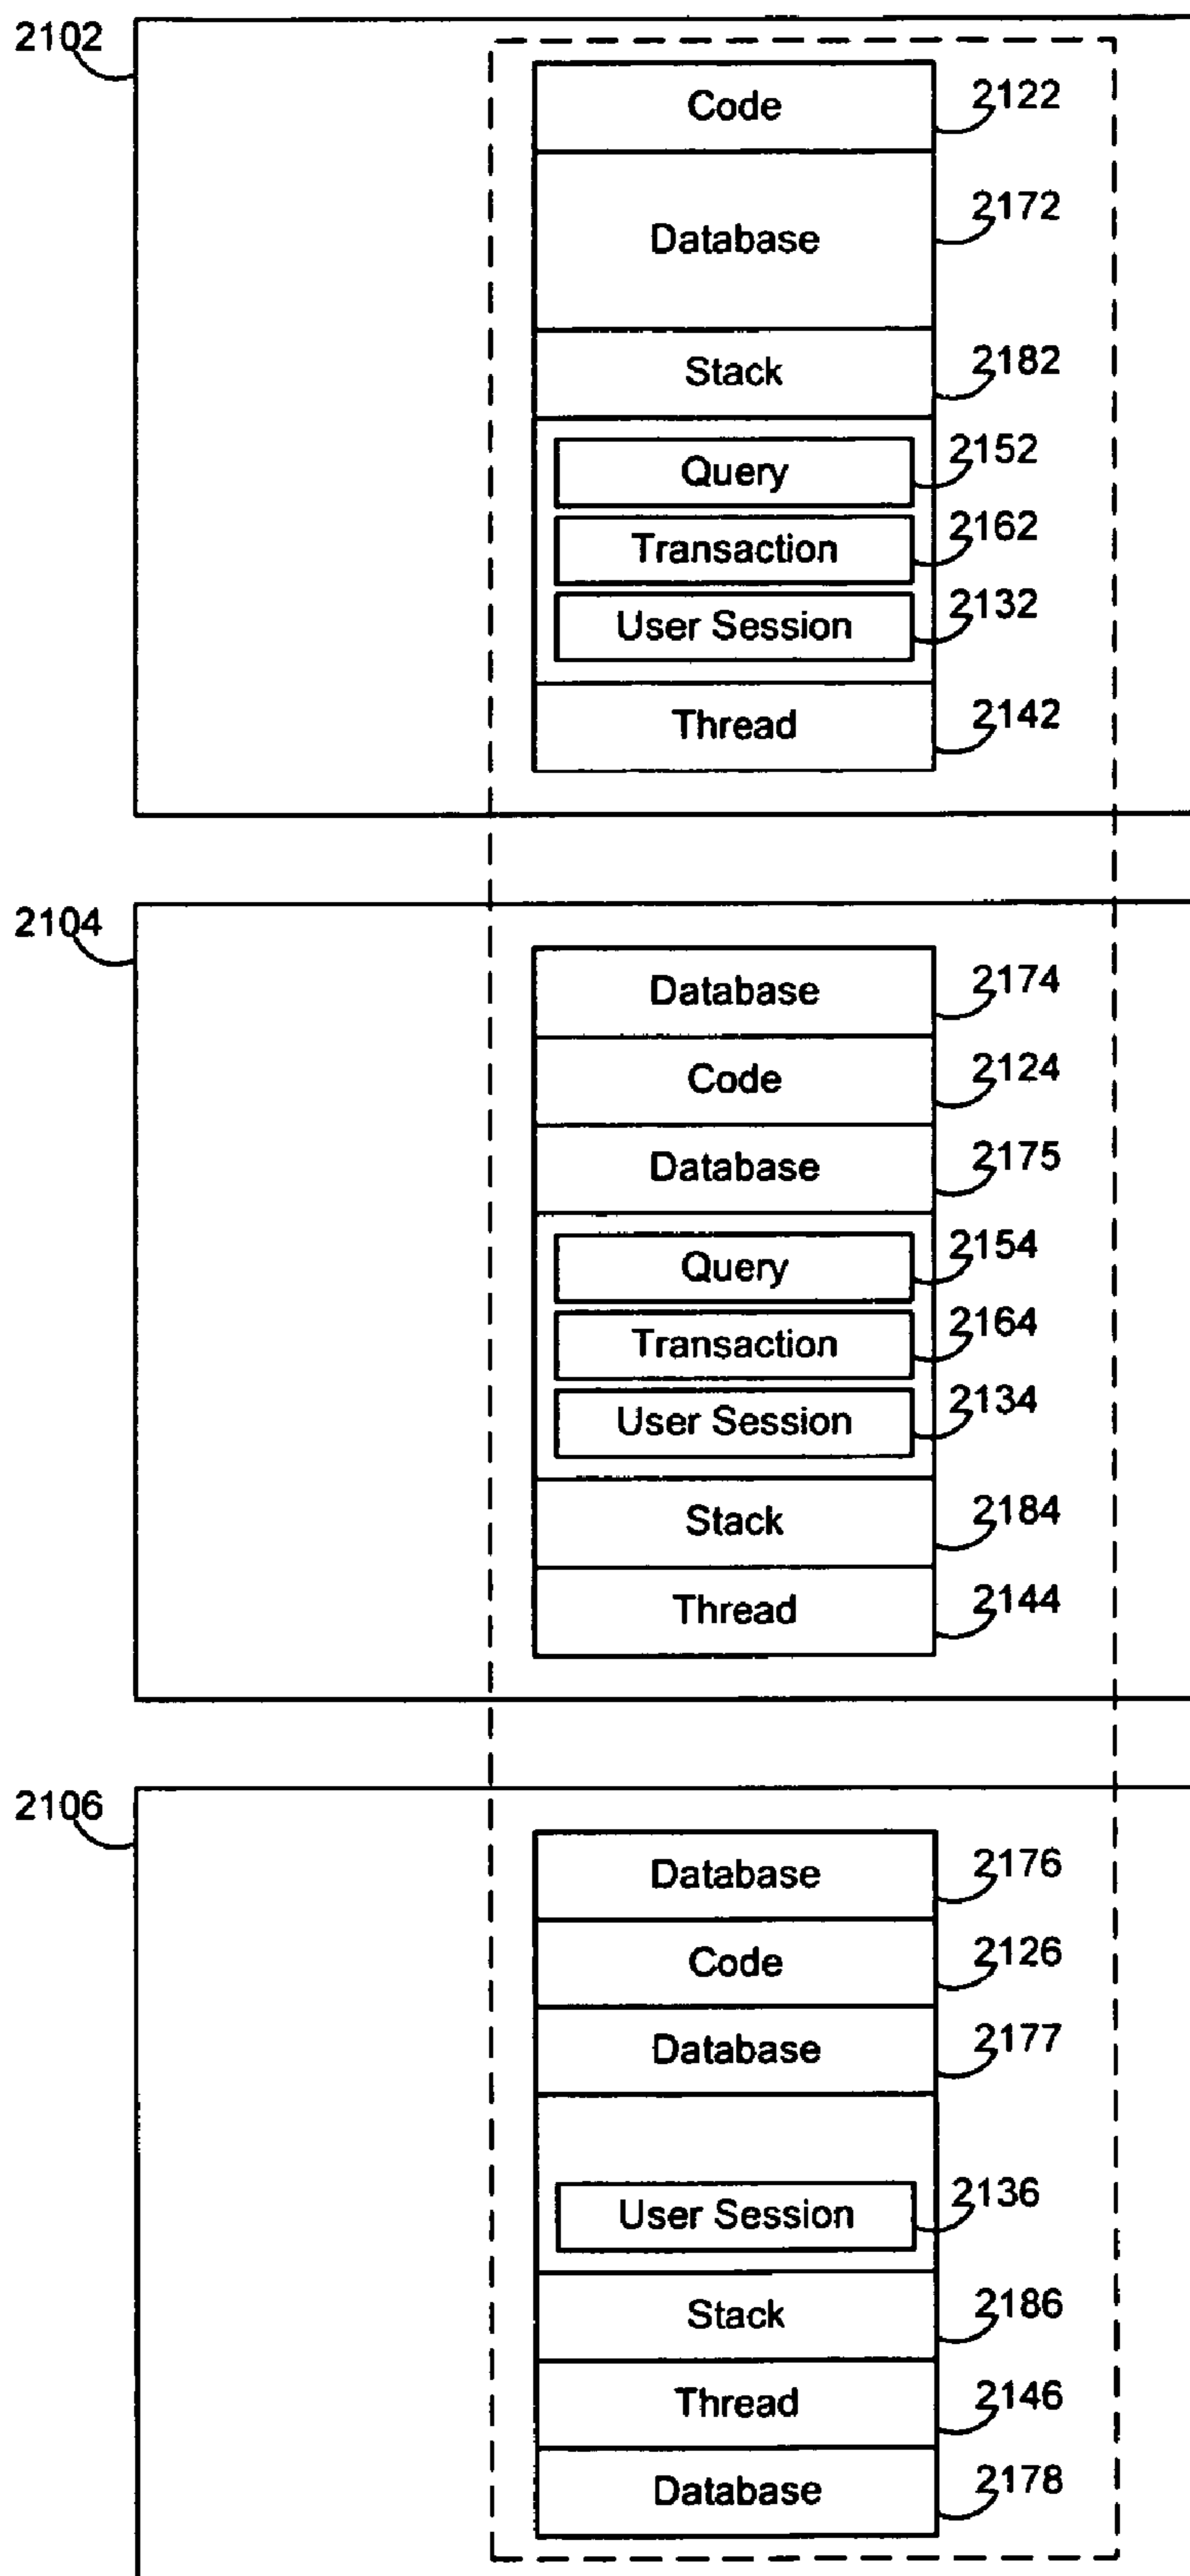 2102
Code 2122
Database 2172
Stack 2182
Query 2152
Transaction 2162
User Session 2132
Thread 2142
2104
Database 2174
Code 2124
Database 2175
Query 2154
Transaction 2164
User Session 2134
Stack 2184
Thread 2144
2106
Database 2176
Code 2126
Database 2177
User Session 2136
Stack 2186
Thread 2146
Database 2178